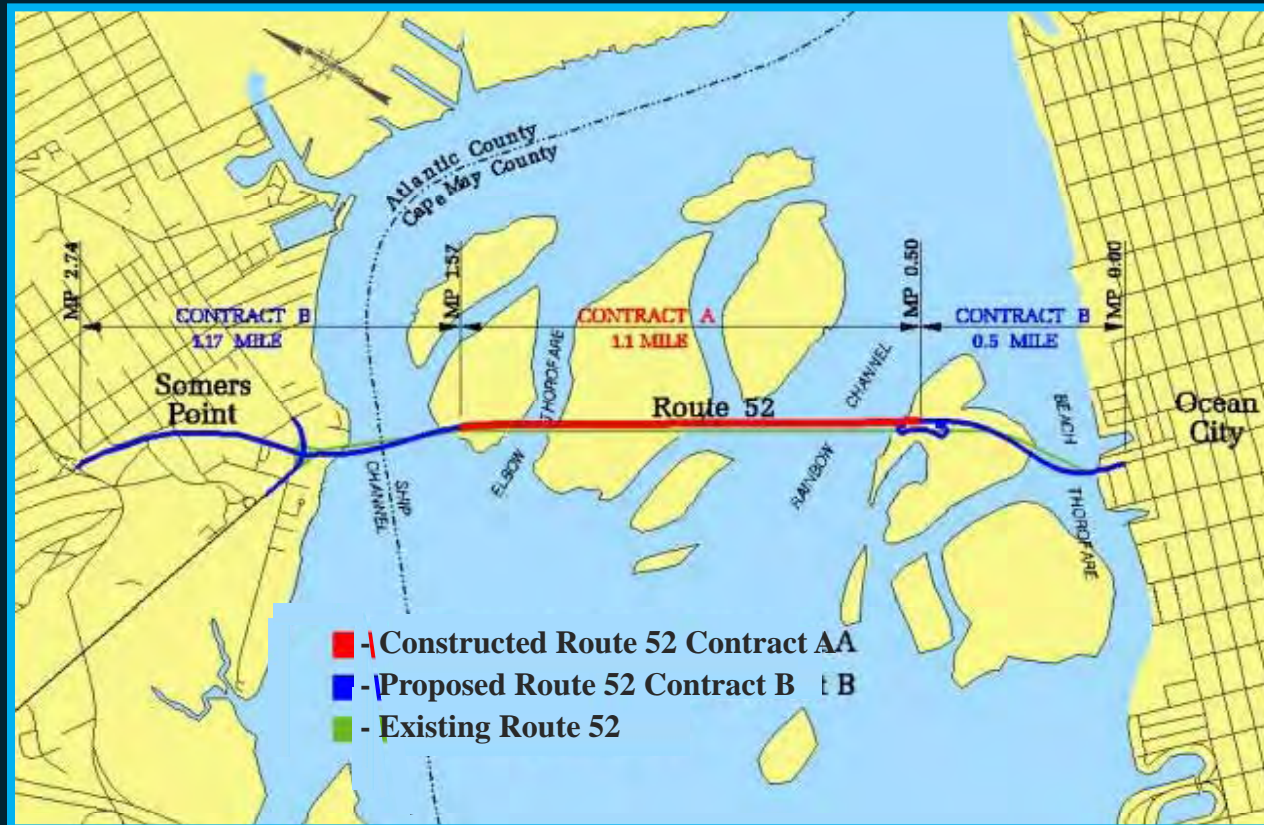 Atlantic County
Cape May County
MP 2.74
MP 1.57
MP 0.50
MP 0.00
CONTRACT B
1.17 MILE
CONTRACT A
1.1 MILE
CONTRACT B
0.5 MILE
Somers
Point
Route 52
Ocean
City
SHIP
CHANNEL
ELBOW
THOROFARE
RAINBOW
CHANNEL
BEACH
THOROFARE
- Constructed Route 52 Contract A A
- Proposed Route 52 Contract B t B
- Existing Route 52